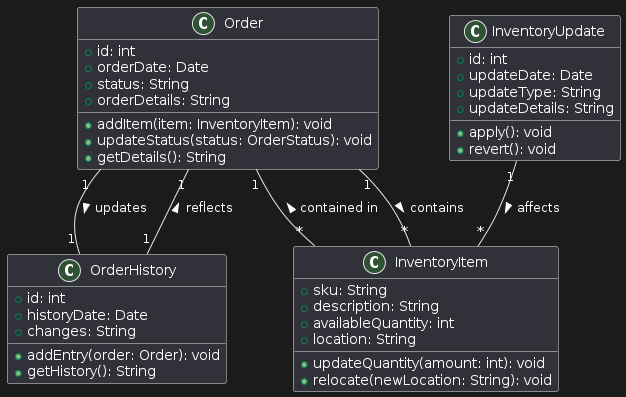 C Order
id: int
orderDate: Date
status: String
orderDetails: String
addItem(item: InventoryItem): void
updateStatus(status: OrderStatus): void
getDetails(): String
C InventoryUpdate
id: int
updateDate: Date
updateType: String
updateDetails: String
apply(): void
revert(): void
1 1 1 1 1
updates reflects contained in contains affects
1 1 * * *
C OrderHistory
id: int
historyDate: Date
changes: String
addEntry(order: Order): void
getHistory(): String
C InventoryItem
sku: String
description: String
availableQuantity: int
location: String
updateQuantity(amount: int): void
relocate(newLocation: String): void